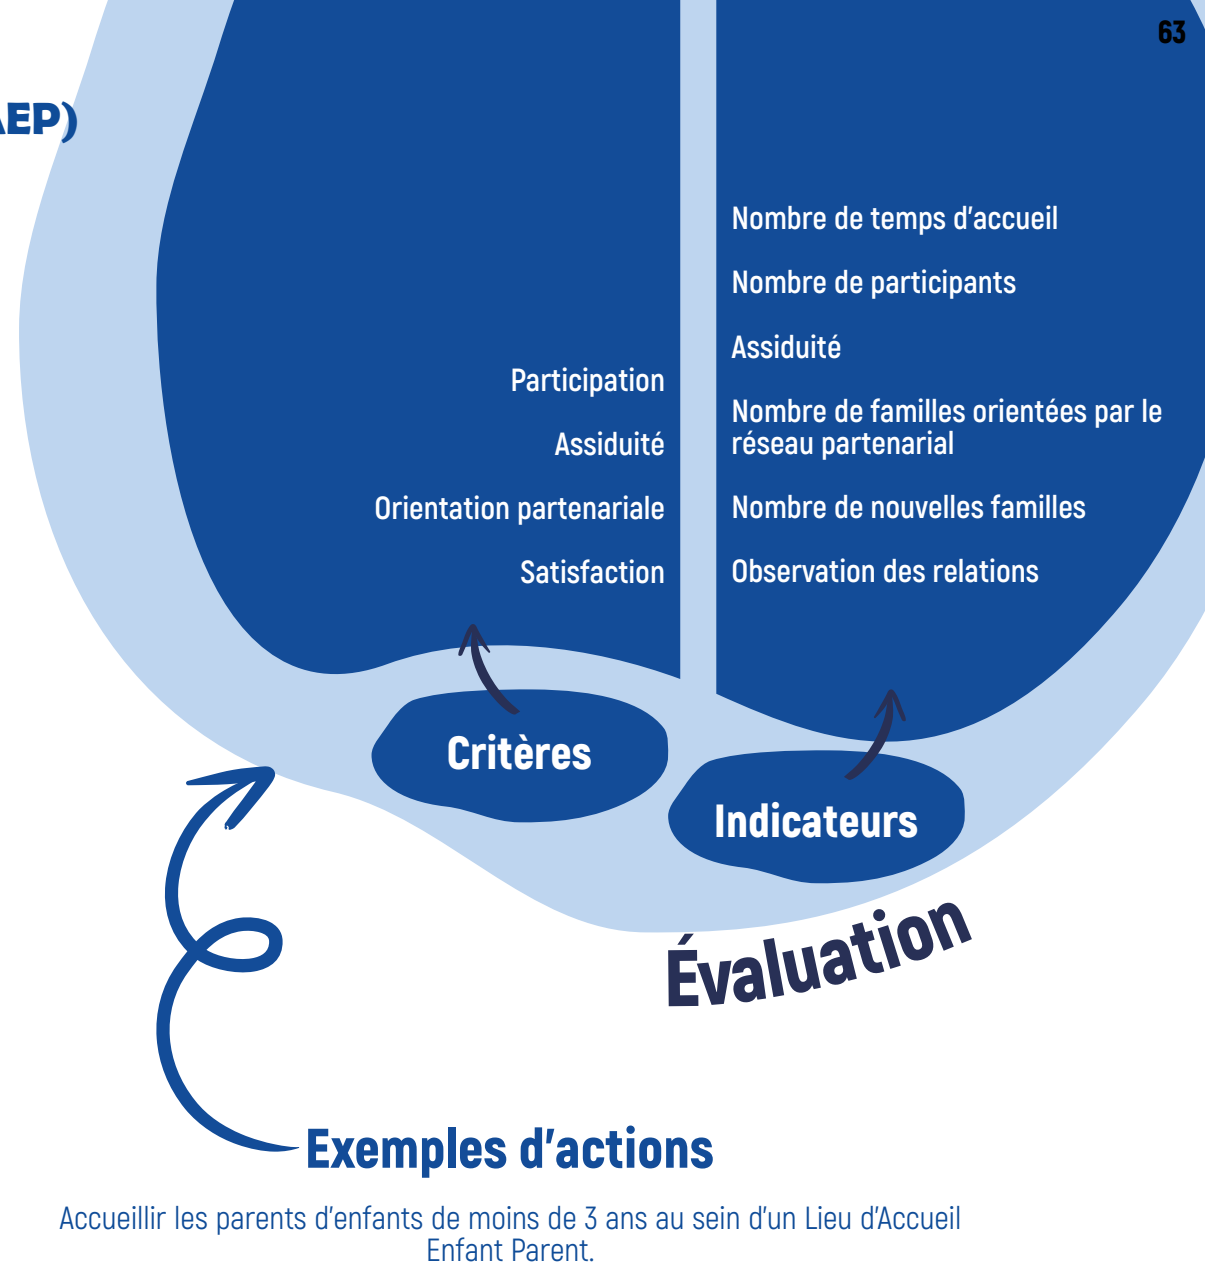 63
AEP)
Participation
Assiduité
Orientation partenariale
Satisfaction
Nombre de temps d'accueil
Nombre de participants
Assiduité
Nombre de familles orientées par le
réseau partenarial
Nombre de nouvelles familles
Observation des relations
Critères
Indicateurs
Évaluation
Exemples d'actions
Accueillir les parents d'enfants de moins de 3 ans au sein d'un Lieu d'Accueil
Enfant Parent.